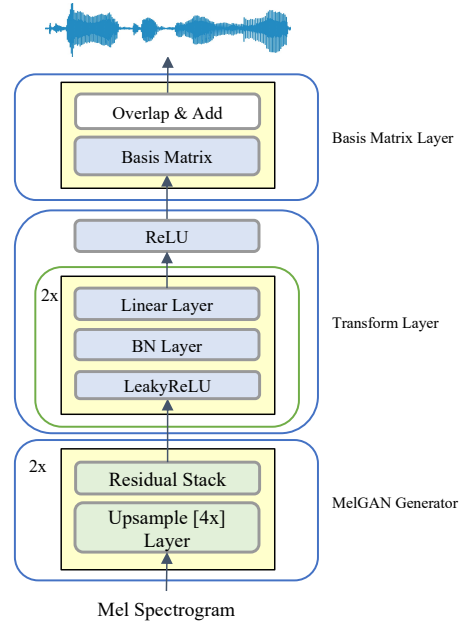 Overlap & Add
Basis Matrix
Basis Matrix Layer
ReLU
2x
Linear Layer
BN Layer
LeakyReLU
Transform Layer
2x
Residual Stack
Upsample [4x]
Layer
MelGAN Generator
Mel Spectrogram